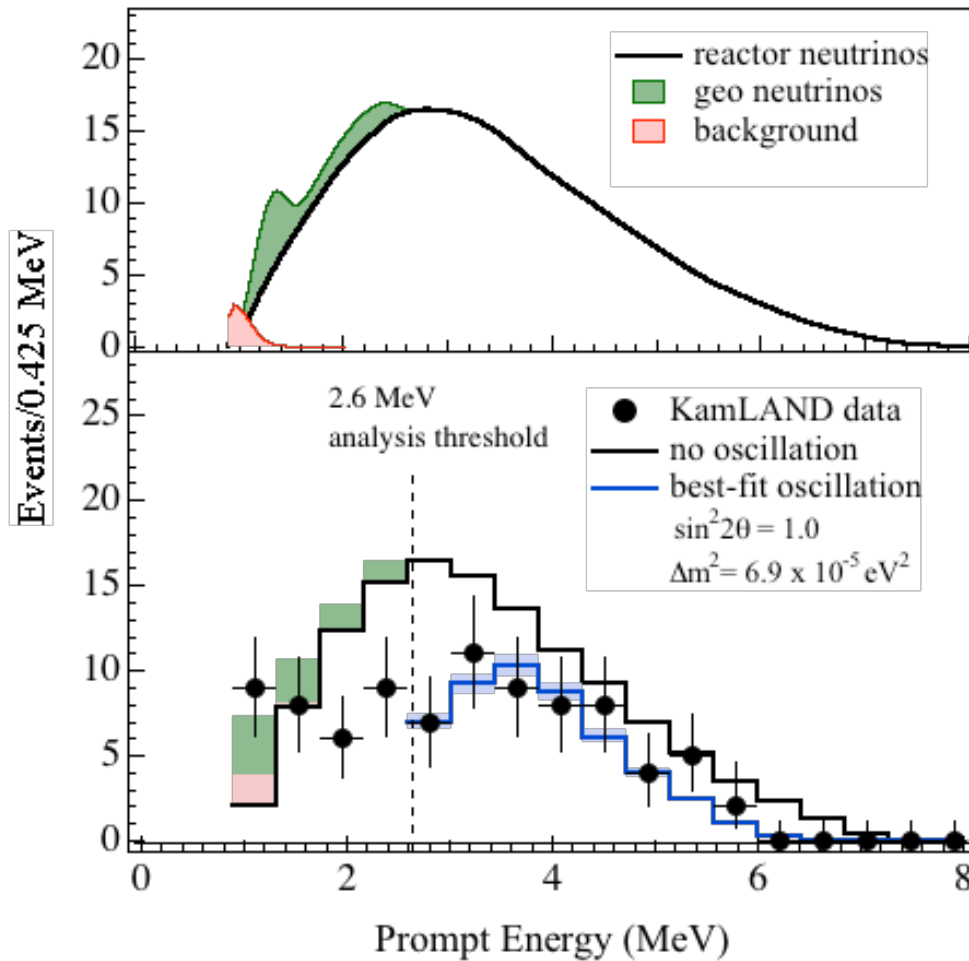 20
15
10
5
0
reactor neutrinos
geo neutrinos
background
Events/0.425 MeV
25
20
15
10
5
0
2.6 MeV
analysis threshold
KamLAND data
no oscillation
best-fit oscillation
sin²2θ = 1.0
Δm²= 6.9 x 10⁻⁵ eV²
0 2 4 6 8
Prompt Energy (MeV)